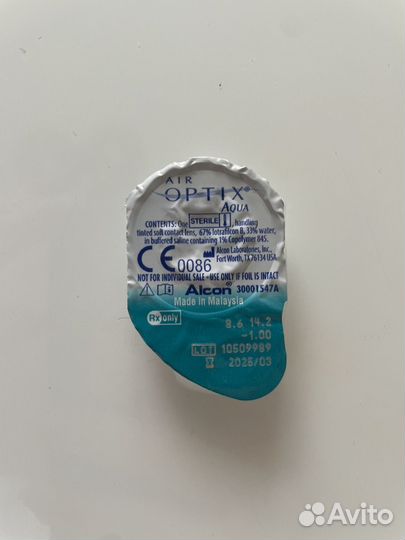 AIR
OPTIX®
AQUA
CONTENTS: One STERILE handling
tinted soft contact lens, 67% lotrafilcon B, 33% water,
in buffered saline containing 1% Copolymer 845.
CE 0086
Alcon Laboratories, Inc.,
Fort Worth, TX 76134 USA.
NOT FOR INDIVIDUAL SALE - USE ONLY IF FOIL IS INTACT
Alcon® 30001547A
Made in Malaysia
Rx only
8.6 14.2
-1.00
LOT 10509989
2025/03
Avito